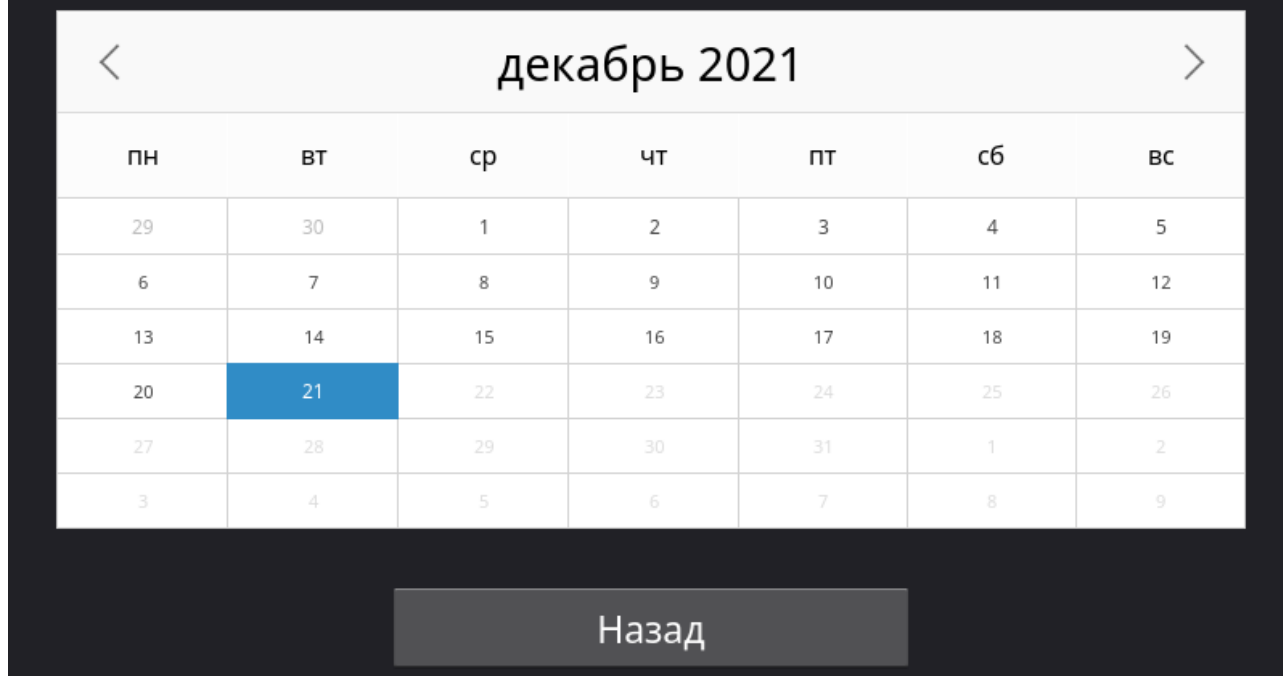 декабрь 2021
пн вт ср чт пт сб вс
29 30 1 2 3 4 5
6 7 8 9 10 11 12
13 14 15 16 17 18 19
20 21 22 23 24 25 26
27 28 29 30 31 1 2
3 4 5 6 7 8 9
Назад